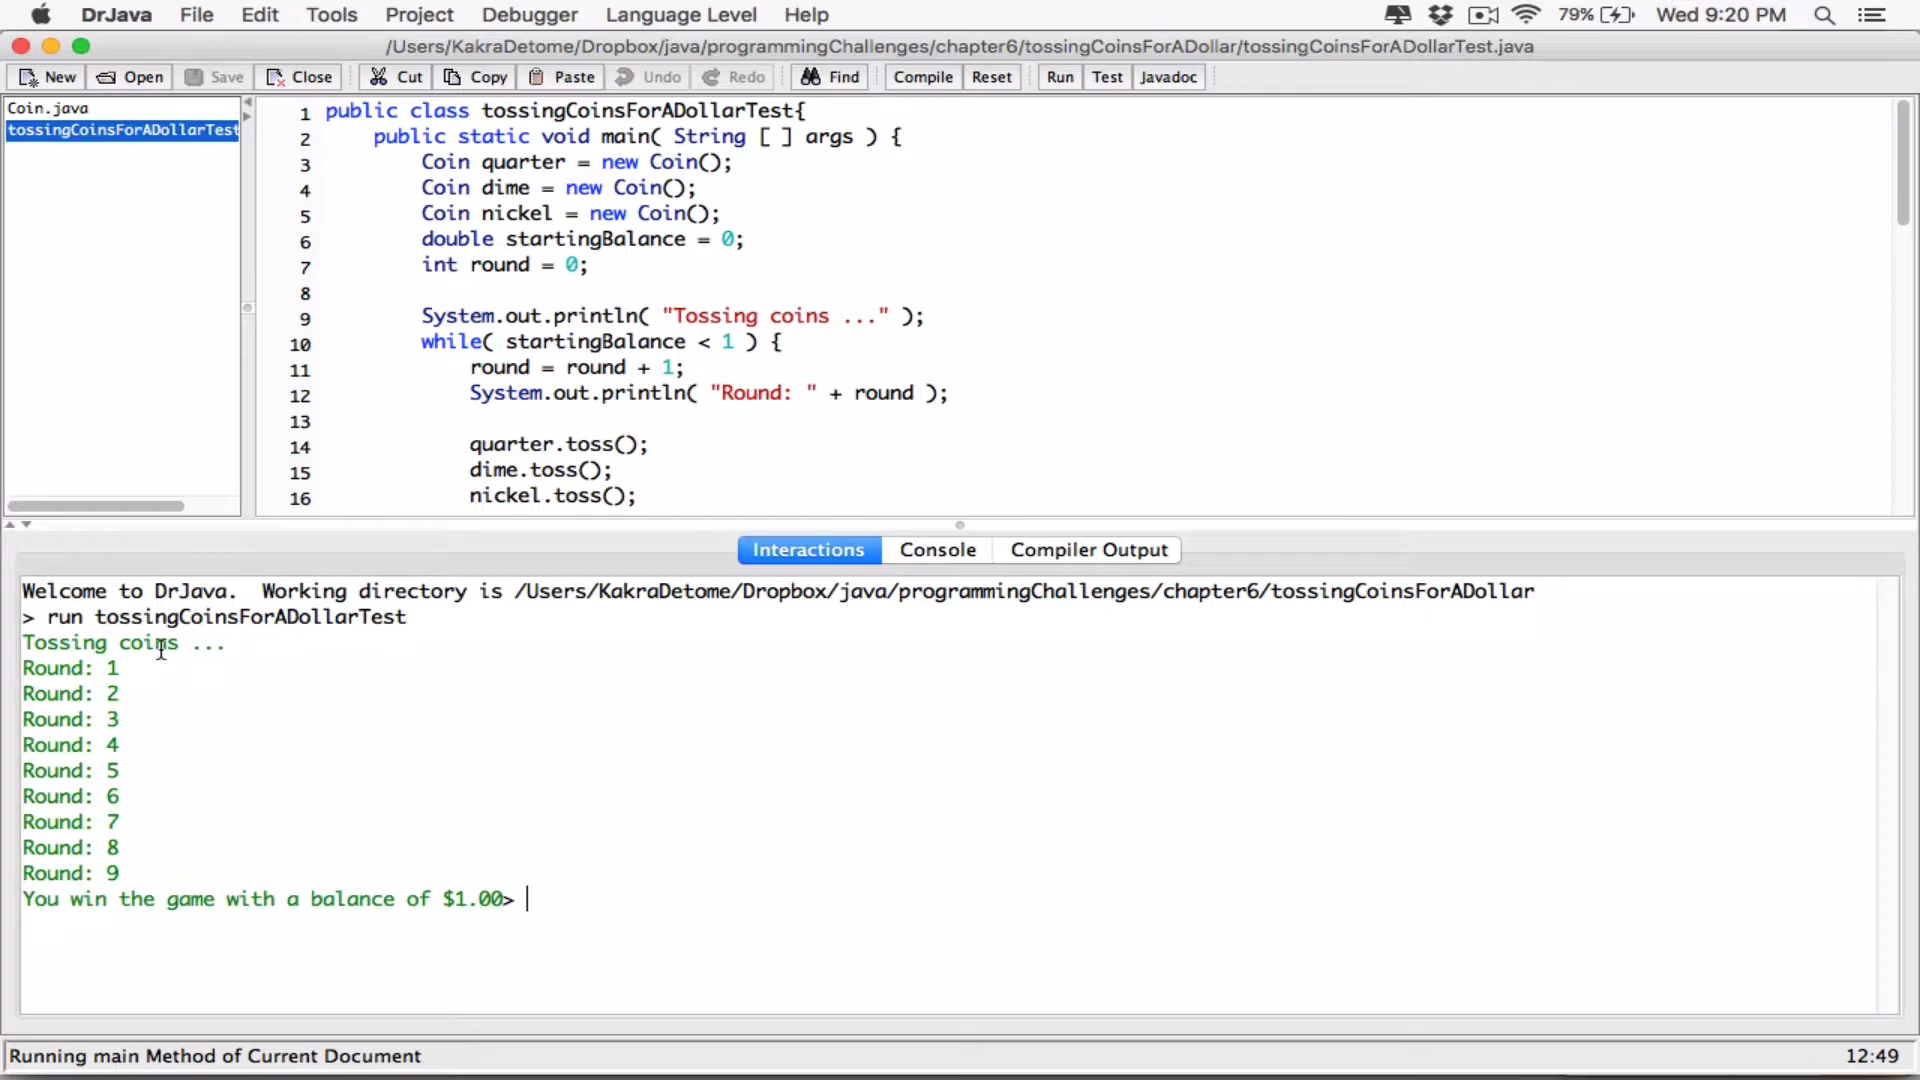 DrJava File Edit Tools Project Debugger Language Level Help 79% Wed 9:20 PM
/Users/KakraDetome/Dropbox/java/programmingChallenges/chapter6/tossingCoinsForADollar/tossingCoinsForADollarTest.java
New Open Save Close Cut Copy Paste Undo Redo Find Compile Reset Run Test Javadoc
Coin.java
tossingCoinsForADollarTest
1 public class tossingCoinsForADollarTest{
2 public static void main( String [ ] args ) {
3 Coin quarter = new Coin();
4 Coin dime = new Coin();
5 Coin nickel = new Coin();
6 double startingBalance = 0;
7 int round = 0;
8
9 System.out.println( "Tossing coins ..." );
10 while( startingBalance < 1 ) {
11 round = round + 1;
12 System.out.println( "Round: " + round );
13
14 quarter.toss();
15 dime.toss();
16 nickel.toss();
Interactions Console Compiler Output
Welcome to DrJava. Working directory is /Users/KakraDetome/Dropbox/java/programmingChallenges/chapter6/tossingCoinsForADollar
> run tossingCoinsForADollarTest
Tossing coins ...
Round: 1
Round: 2
Round: 3
Round: 4
Round: 5
Round: 6
Round: 7
Round: 8
Round: 9
You win the game with a balance of $1.00>
Running main Method of Current Document 12:49